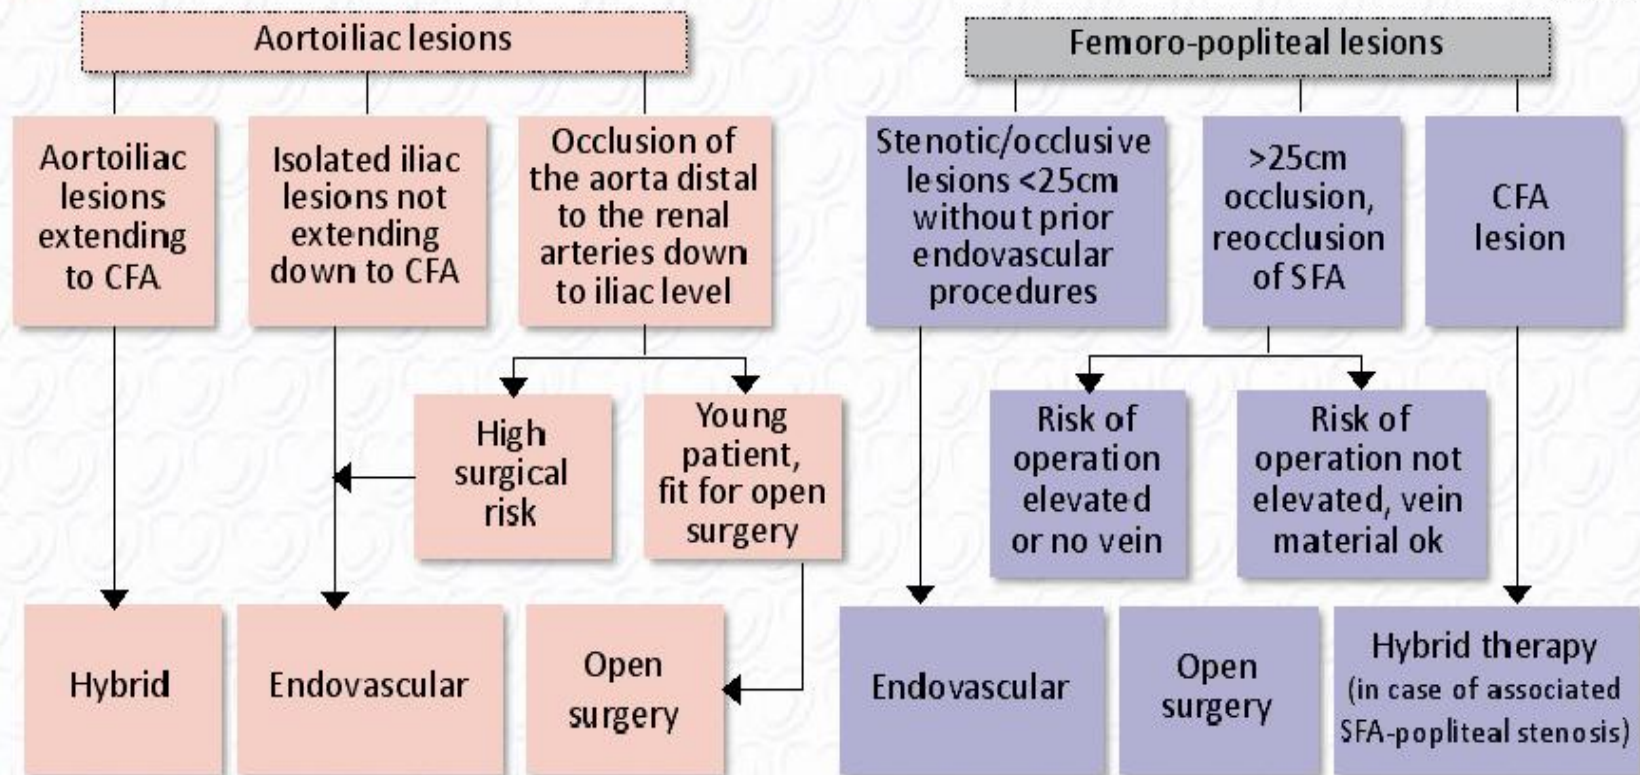 Aortoiliac lesions
Aortoiliac
lesions
extending
to CFA
Isolated iliac
lesions not
extending
down to CFA
Occlusion of
the aorta distal
to the renal
arteries down
to iliac level
High
surgical
risk
Young
patient,
fit for open
surgery
Hybrid
Endovascular
Open
surgery
Femoro-popliteal lesions
Stenotic/occlusive
lesions <25cm
without prior
endovascular
procedures
>25cm
occlusion,
reocclusion
of SFA
CFA
lesion
Risk of
operation
elevated
or no vein
Risk of
operation not
elevated, vein
material ok
Endovascular
Open
surgery
Hybrid therapy
(in case of associated
SFA-popliteal stenosis)